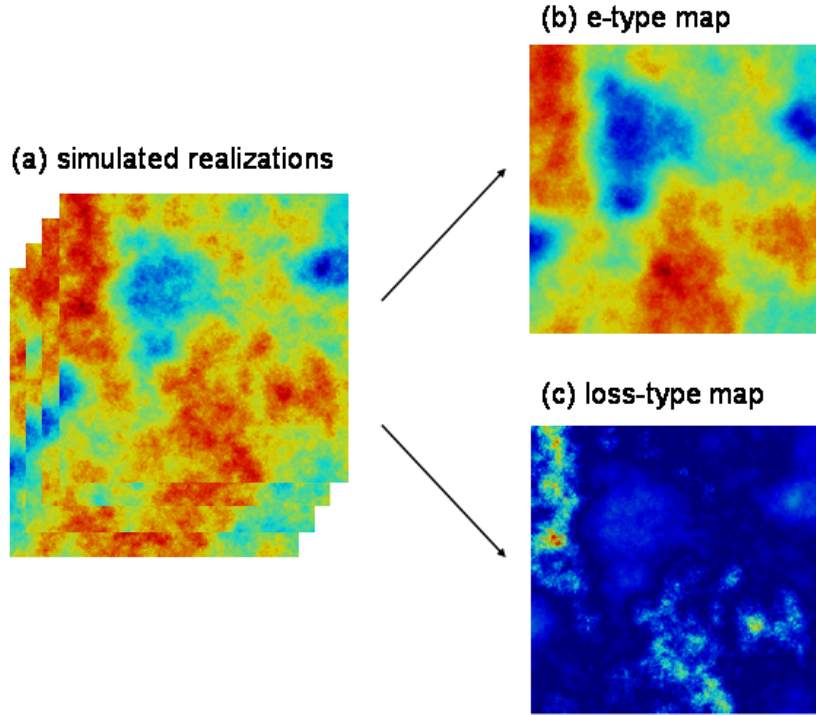 (b) e-type map
(a) simulated realizations
(c) loss-type map